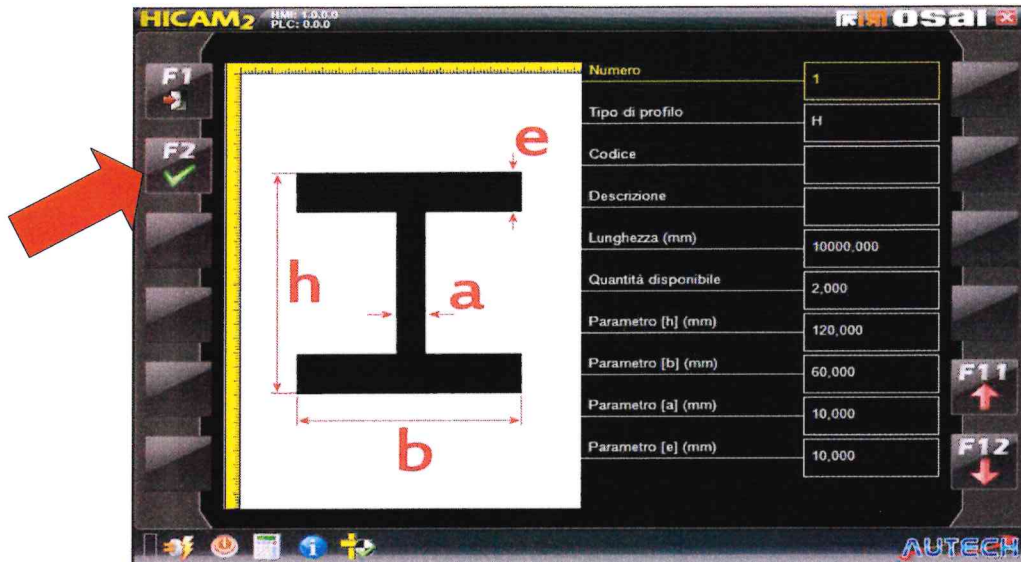 HICAM2 HMI: 1.0.0.0
PLC: 0.0.0
osai
F1
F2
e
h
a
b
Numero 1
Tipo di profilo H
Codice
Descrizione
Lunghezza (mm) 10000,000
Quantità disponibile 2,000
Parametro [h] (mm) 120,000
Parametro [b] (mm) 60,000
Parametro [a] (mm) 10,000
Parametro [e] (mm) 10,000
F11
F12
AUTECH